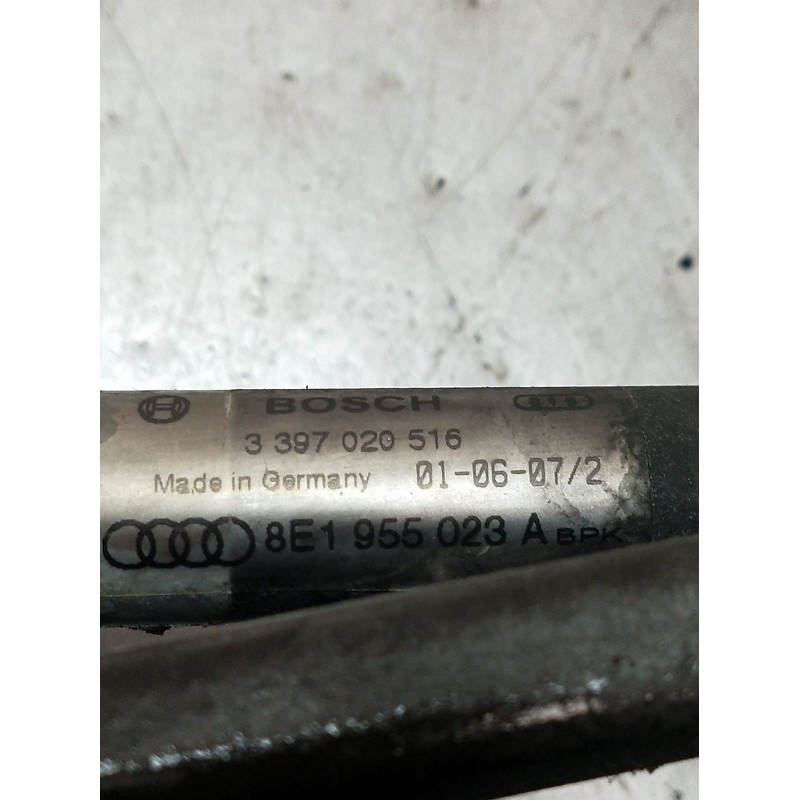 BOSCH
3 397 020 516
Made in Germany 01-06-07/2
8E1 955 023 A BPK